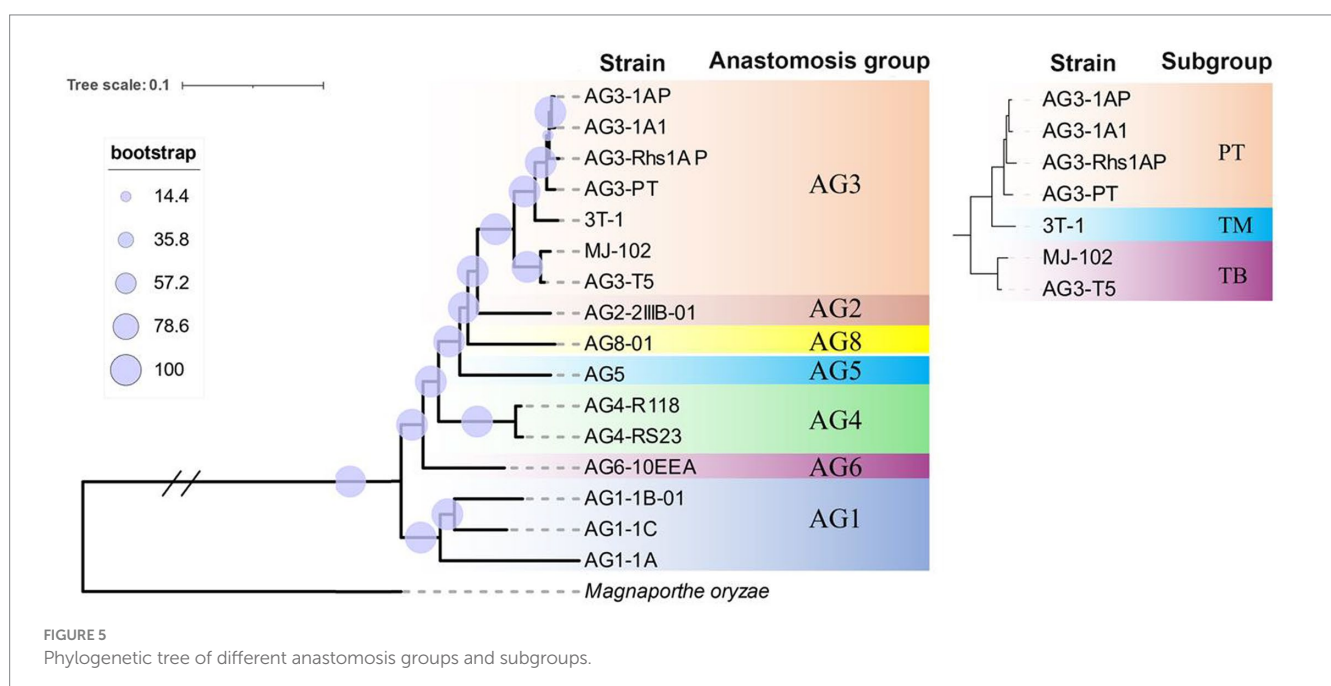 Tree scale: 0.1
bootstrap
14.4
35.8
57.2
78.6
100
Strain Anastomosis group
AG3-1AP
AG3-1A1
AG3-Rhs1AP
AG3-PT
3T-1
MJ-102
AG3-T5
AG3
AG2-2IIIB-01 AG2
AG8-01 AG8
AG5 AG5
AG4-R118
AG4-RS23
AG4
AG6-10EEA AG6
AG1-1B-01
AG1-1C
AG1-1A
AG1
Magnaporthe oryzae
Strain Subgroup
AG3-1AP
AG3-1A1
AG3-Rhs1AP
AG3-PT
PT
3T-1 TM
MJ-102
AG3-T5
TB
FIGURE 5
Phylogenetic tree of different anastomosis groups and subgroups.